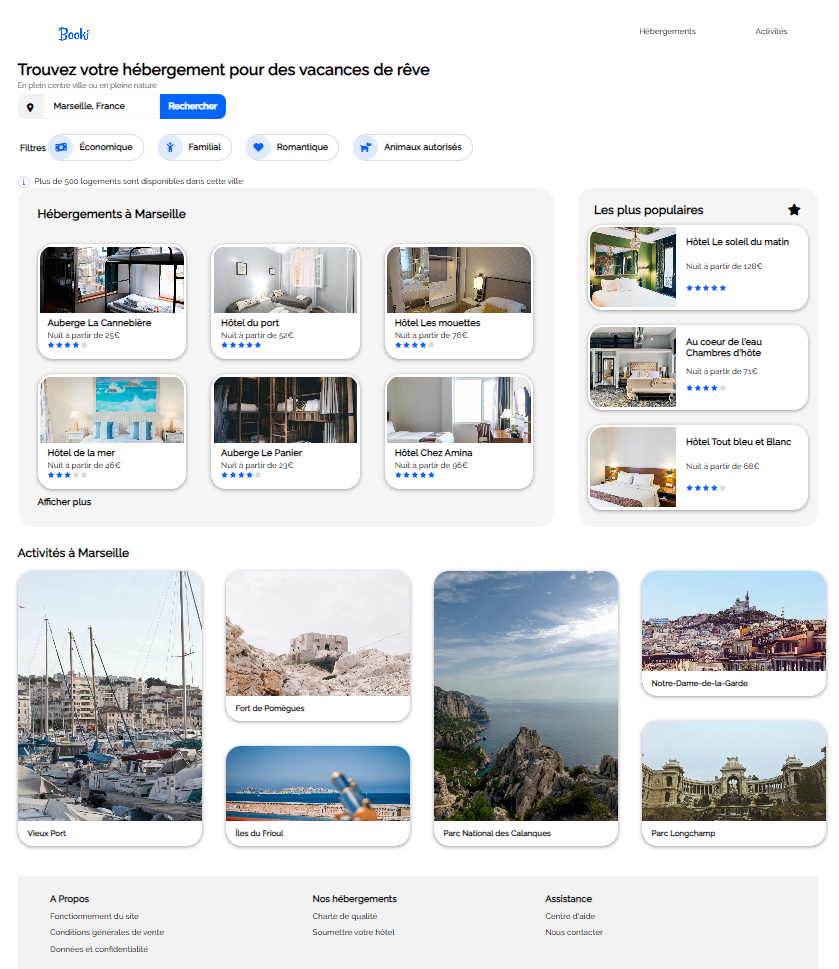 Booki
Hébergements
Activités
Trouvez votre hébergement pour des vacances de rêve
En plein centre ville ou en pleine nature
Marseille, France
Rechercher
Filtres
Économique
Familial
Romantique
Animaux autorisés
Plus de 500 logements sont disponibles dans cette ville
Hébergements à Marseille
Auberge La Cannebière
Nuit à partir de 25€
Hôtel du port
Nuit à partir de 52€
Hôtel Les mouettes
Nuit à partir de 76€
Hôtel de la mer
Nuit à partir de 46€
Auberge Le Panier
Nuit à partir de 23€
Hôtel Chez Amina
Nuit à partir de 96€
Afficher plus
Les plus populaires
Hôtel Le soleil du matin
Nuit à partir de 128€
Au coeur de l'eau
Chambres d'hôte
Nuit à partir de 71€
Hôtel Tout bleu et Blanc
Nuit à partir de 68€
Activités à Marseille
Vieux Port
Fort de Pomègues
Îles du Frioul
Parc National des Calanques
Notre-Dame-de-la-Garde
Parc Longchamp
A Propos
Fonctionnement du site
Conditions générales de vente
Données et confidentialité
Nos hébergements
Charte de qualité
Soumettre votre hôtel
Assistance
Centre d'aide
Nous contacter